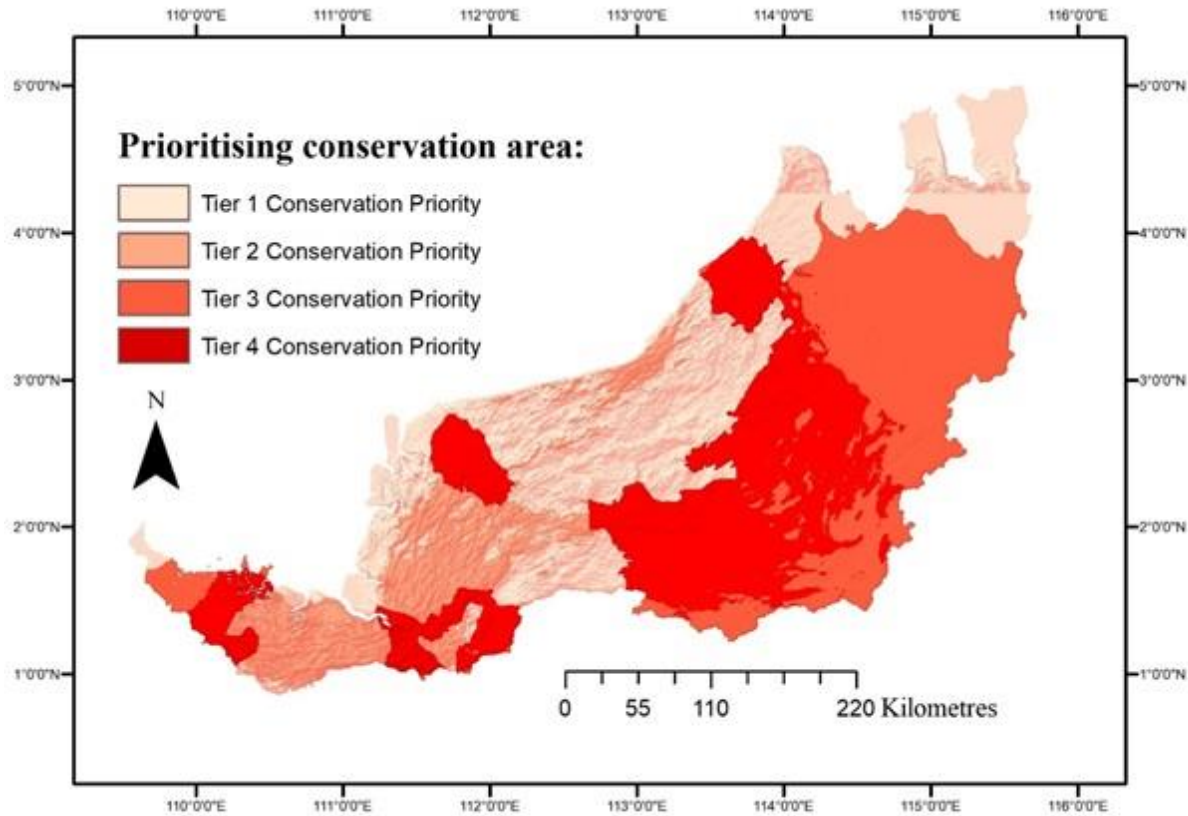 110°0'0"E 111°0'0"E 112°0'0"E 113°0'0"E 114°0'0"E 115°0'0"E 116°0'0"E
5°0'0"N 5°0'0"N
Prioritising conservation area:
Tier 1 Conservation Priority
Tier 2 Conservation Priority
4°0'0"N 4°0'0"N
Tier 3 Conservation Priority
Tier 4 Conservation Priority
3°0'0"N 3°0'0"N
N
2°0'0"N 2°0'0"N
1°0'0"N 1°0'0"N
0 55 110 220 Kilometres
110°0'0"E 111°0'0"E 112°0'0"E 113°0'0"E 114°0'0"E 115°0'0"E 116°0'0"E